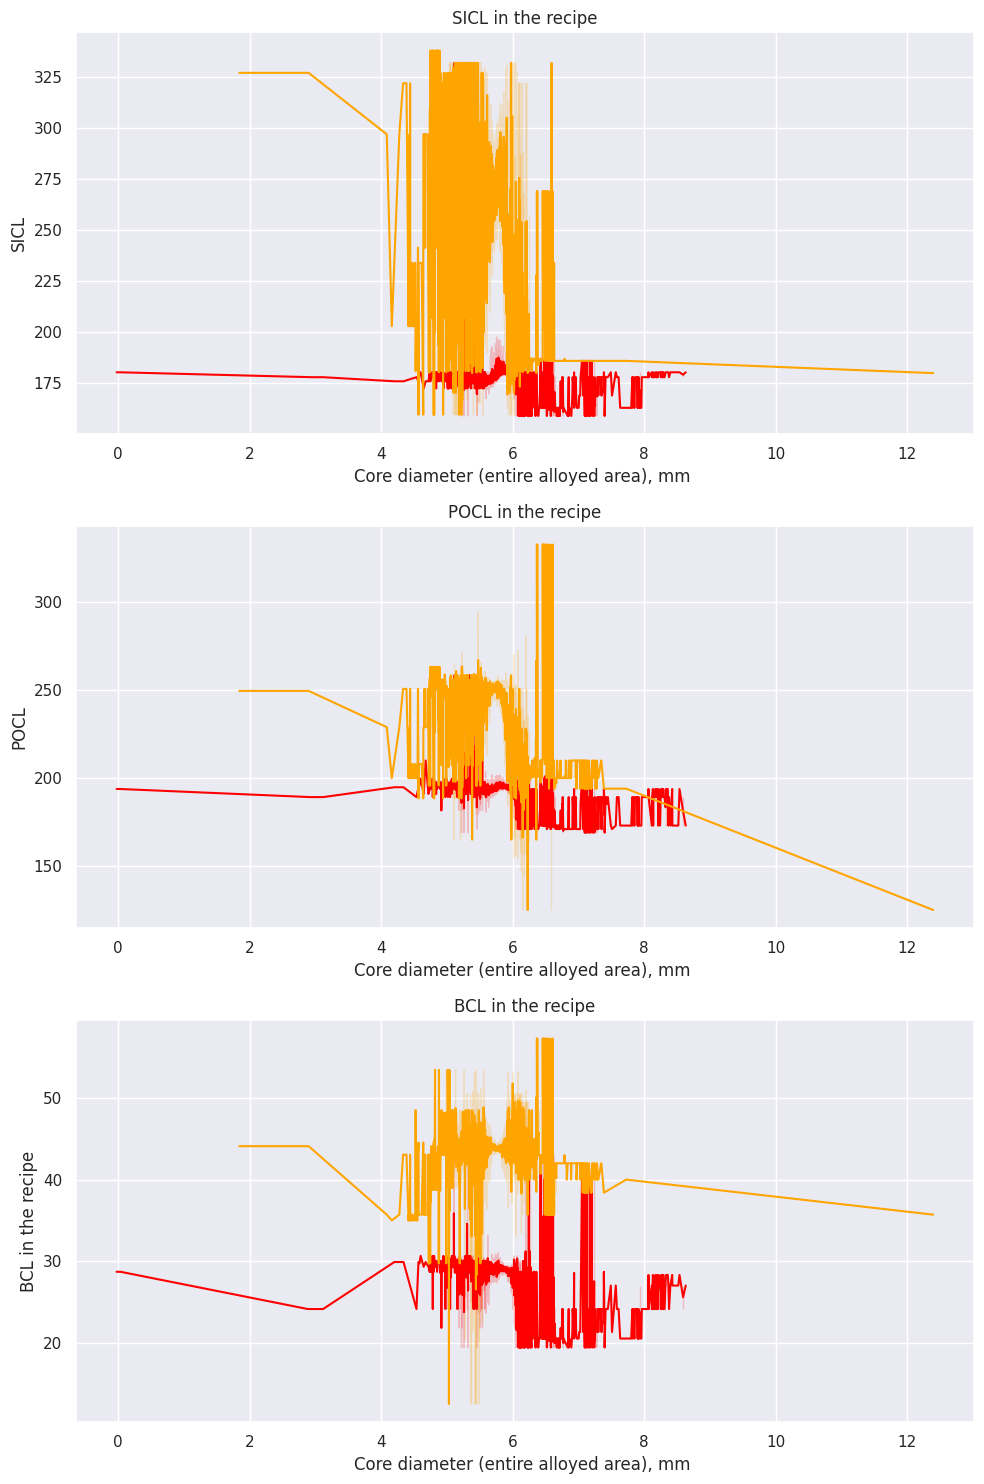 SICL in the recipe
325
300
275
250
225
200
175
SICL
0 2 4 6 8 10 12
Core diameter (entire alloyed area), mm
POCL in the recipe
300
250
200
150
POCL
0 2 4 6 8 10 12
Core diameter (entire alloyed area), mm
BCL in the recipe
50
40
30
20
BCL in the recipe
0 2 4 6 8 10 12
Core diameter (entire alloyed area), mm